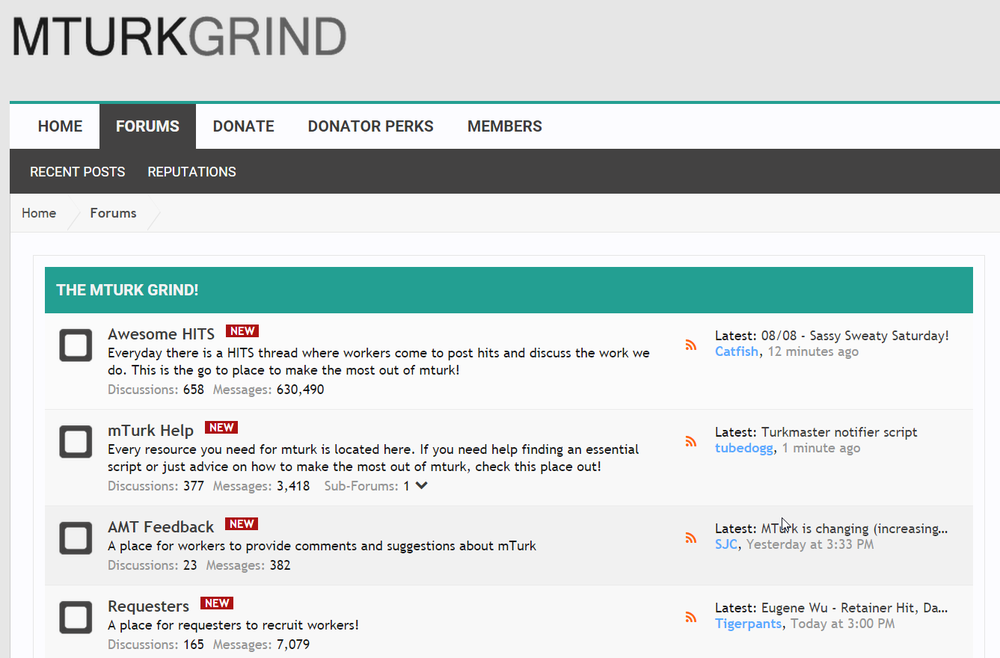 MTURKGRIND
HOME FORUMS DONATE DONATOR PERKS MEMBERS
RECENT POSTS REPUTATIONS
Home Forums
THE MTURK GRIND!
Awesome HITS NEW
Everyday there is a HITS thread where workers come to post hits and discuss the work we
do. This is the go to place to make the most out of mturk!
Discussions: 658 Messages: 630,490
Latest: 08/08 - Sassy Sweaty Saturday!
Catfish, 12 minutes ago
mTurk Help NEW
Every resource you need for mturk is located here. If you need help finding an essential
script or just advice on how to make the most out of mturk, check this place out!
Discussions: 377 Messages: 3,418 Sub-Forums: 1
Latest: Turkmaster notifier script
tubedogg, 1 minute ago
AMT Feedback NEW
A place for workers to provide comments and suggestions about mTurk
Discussions: 23 Messages: 382
Latest: MTurk is changing (increasing...
SJC, Yesterday at 3:33 PM
Requesters NEW
A place for requesters to recruit workers!
Discussions: 165 Messages: 7,079
Latest: Eugene Wu - Retainer Hit, Da...
Tigerpants, Today at 3:00 PM